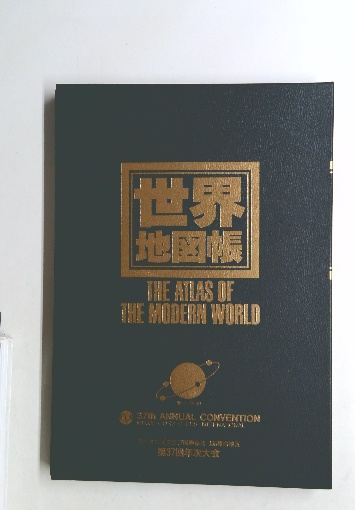 世界
地図帳
THE ATLAS OF
THE MODERN WORLD
37th ANNUAL CONVENTION
第37回年次大会